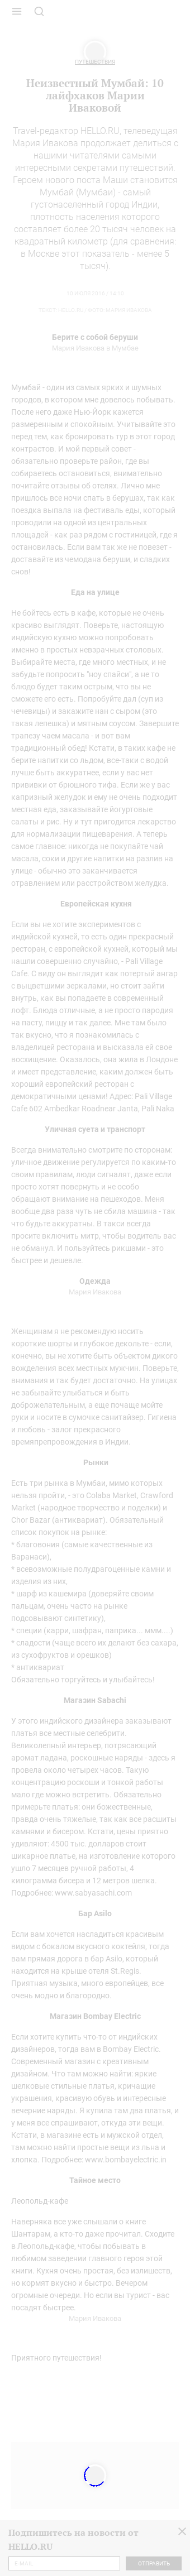 ПУТЕШЕСТВИЯ
Неизвестный Мумбай: 10
лайфхаков Марии
Иваковой
Travel-редактор HELLO.RU, телеведущая
Мария Ивакова продолжает делиться с
нашими читателями самыми
интересными секретами путешествий.
Героем нового поста Маши становится
Мумбай (Мумбаи) - самый
густонаселенный город Индии,
плотность населения которого
составляет более 20 тысяч человек на
квадратный километр (для сравнения:
в Москве этот показатель - менее 5
тысяч).
Берите с собой беруши
Мария Ивакова в Мумбае
Мумбай - один из самых ярких и шумных
городов, в котором мне довелось побывать.
После него даже Нью-Йорк кажется
размеренным и спокойным. Учитывайте это
перед тем, как бронировать тур в этот город
контрастов. И мой первый совет -
обязательно проверьте район, где вы
собираетесь остановиться, внимательно
почитайте отзывы об отелях. Лично мне
пришлось все ночи спать в берушах, так как
поездка выпала на фестиваль еды, который
проводили на одной из центральных
площадей - как раз рядом с гостиницей, где я
остановилась. Если вам так же не повезет -
доставайте из чемодана беруши, и сладких
снов!
Еда на улице
Не бойтесь есть в кафе, которые не очень
красиво выглядят. Поверьте, настоящую
индийскую кухню можно попробовать
именно в простых невзрачных столовых.
Выбирайте места, где много местных, и не
забудьте попросить "ноу спайси", а не то
блюдо будет таким острым, что вы не
сможете его есть. Попробуйте дал (суп из
чечевицы) и закажите нан с сыром (это
такая лепешка) и мятным соусом. Завершите
трапезу чаем масала - и вот вам
традиционный обед! Кстати, в таких кафе не
берите напитки со льдом, все-таки с водой
лучше быть аккуратнее, если у вас нет
прививки от брюшного тифа. Если же у вас
капризный желудок и ему не очень подходит
местная еда, заказывайте йогуртовые
салаты и рис. Ну и тут пригодится лекарство
для нормализации пищеварения. А теперь
самое главное: никогда не покупайте чай
масала, соки и другие напитки на разлив на
улице - обычно это заканчивается
отравлением или расстройством желудка.
Европейская кухня
Если вы не хотите экспериментов с
индийской кухней, то есть один прекрасный
ресторан, с европейской кухней, который мы
нашли совершенно случайно, - Pali Village
Cafe. С виду он выглядит как потертый ангар
с выцветшими зеркалами, но стоит зайти
внутрь, как вы попадаете в современный
лофт. Блюда отличные, а не просто пародия
на пасту, пиццу и так далее. Мне там было
так вкусно, что я познакомилась с
владелицей ресторана и высказала ей свое
восхищение. Оказалось, она жила в Лондоне
и имеет представление, каким должен быть
хороший европейский ресторан с
демократичными ценами! Адрес: Pali Village
Cafe 602 Ambedkar Roadnear Janta, Pali Naka
Уличная суета и транспорт
Всегда внимательно смотрите по сторонам:
уличное движение регулируется по каким-то
своим правилам, люди сигналят, даже если
просто хотят повернуть и не особо
обращают внимание на пешеходов. Меня
вообще два раза чуть не сбила машина - так
что будьте аккуратны. В такси всегда
просите включить митр, чтобы водитель вас
не обманул. И пользуйтесь рикшами - это
быстрее и дешевле.
Одежда
Мария Ивакова
Женщинам я не рекомендую носить
короткие шорты и глубокое декольте - если,
конечно, вы не хотите быть объектом дикого
вожделения всех местных мужчин. Поверьте,
внимания и так будет достаточно. На улицах
не забывайте улыбаться и быть
доброжелательным, а еще почаще мойте
руки и носите в сумочке санитайзер. Гигиена
и любовь - залог прекрасного
времяпрепровождения в Индии.
Рынки
Есть три рынка в Мумбаи, мимо которых
нельзя пройти, - это Colaba Market, Crawford
Market (народное творчество и поделки) и
Chor Bazar (антиквариат). Обязательный
список покупок на рынке:
* благовония (самые качественные из
Варанаси),
* всевозможные полудрагоценные камни и
изделие из них,
* шарф из кашемира (доверяйте своим
пальцам, очень часто на рынке
подсовывают синтетику),
* специи (карри, шафран, паприка... ммм....)
* сладости (чаще всего их делают без сахара,
из сухофруктов и орешков)
* антиквариат
Обязательно торгуйтесь и улыбайтесь!
Магазин Sabachi
У этого индийского дизайнера заказывают
платья все местные селебрити.
Великолепный интерьер, потрясающий
аромат ладана, роскошные наряды - здесь я
провела около четырех часов. Такую
концентрацию роскоши и тонкой работы
мало где можно встретить. Обязательно
примерьте платья: они божественные,
правда очень тяжелые, так как все расшиты
камнями и бисером. Кстати, цены приятно
удивляют: 4500 тыс. долларов стоит
шикарное платье, на изготовление которого
ушло 7 месяцев ручной работы, 4
килограмма бисера и 12 метров шелка.
Подробнее: www.sabyasachi.com
Бар Asilo
Если вам хочется насладиться красивым
видом с бокалом вкусного коктейля, тогда
вам прямая дорога в бар Asilo, который
находится на крыше отеля St.Regis.
Приятная музыка, много европейцев, все
очень модно и благородно.
Магазин Bombay Electric
Если хотите купить что-то от индийских
дизайнеров, тогда вам в Bombay Electric.
Современный магазин с креативным
дизайном. Что там можно найти: яркие
шелковые стильные платья, кричащие
украшения, красивую обувь и интересные
вечерние наряды. Я купила там два платья, и
у меня все спрашивают, откуда эти вещи.
Кстати, в магазине есть и мужской отдел,
там можно найти простые вещи из льна и
хлопка. Подробнее: www.bombayelectric.in
Тайное место
Леопольд-кафе
Наверняка все уже слышали о книге
Шантарам, а кто-то даже прочитал. Сходите
в Леопольд-кафе, чтобы побывать в
любимом заведении главного героя этой
книги. Кухня очень простая, без излишеств,
но кормят вкусно и быстро. Вечером
огромные очереди. Но если вы турист - вас
посадят быстрее.
Мария Ивакова
Приятного путешествия!
Подпишитесь на новости от
HELLO.RU
E-MAIL
ОТПРАВИТЬ